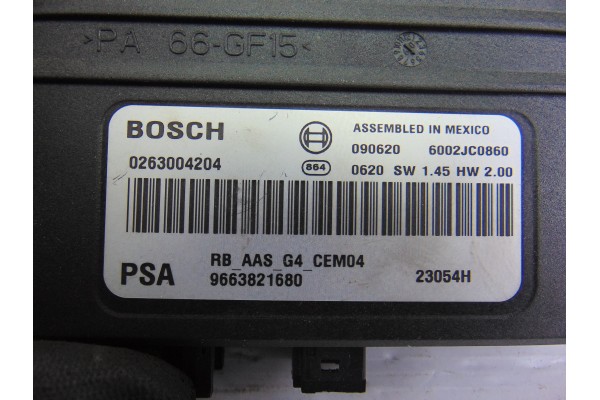 >PA 66-GF15<
BOSCH
ASSEMBLED IN MEXICO
090620 6002JC0860
0263004204
864 0620 SW 1.45 HW 2.00
RB_AAS_G4_CEM04
PSA
9663821680
23054H